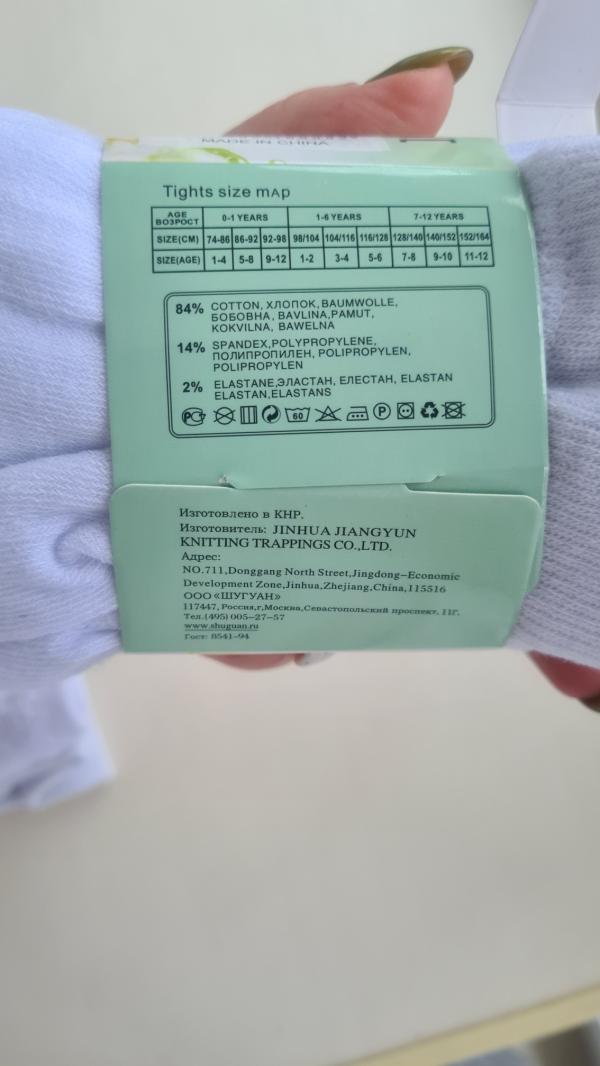 MADE IN CHINA
Tights size mAp
AGE ВОЗРОСТ 0-1 YEARS 1-6 YEARS 7-12 YEARS
SIZE(CM) 74-86 86-92 92-98 98/104 104/116 116/128 128/140 140/152 152/164
SIZE(AGE) 1-4 5-8 9-12 1-2 3-4 5-6 7-8 9-10 11-12
84% COTTON, ХЛОПОК,BAUMWOLLE,
БОБОВНА, BAVLINA,PAMUT,
KOKVILNA, BAWELNA
14% SPANDEX,POLYPROPYLENE,
ПОЛИПРОПИЛЕН, POLIPROPYLEN,
POLIPROPYLEN
2% ELASTANE,ЭЛАСТАН, ЕЛЕСТАН, ELASTAN
ELASTAN,ELASTANS
РС 60 P
Изготовлено в КНР.
Изготовитель: JINHUA JIANGYUN
KNITTING TRAPPINGS CO.,LTD.
Адрес:
NO.711,Donggang North Street,Jingdong-Economic
Development Zone,Jinhua,Zhejiang,China,115516
ООО «ШУГУАН»
117447, Россия,г,Москва,Севастопольский проспект, 11Г.
Тел.(495) 005-27-57
www.shuguan.ru
Гост: 8541-94